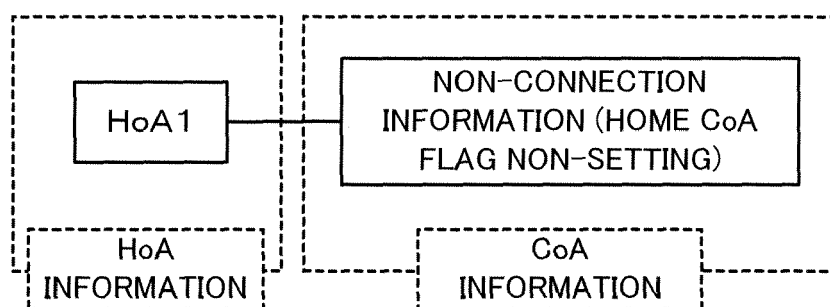 HoA1
NON-CONNECTION
INFORMATION (HOME CoA
FLAG NON-SETTING)
HoA
INFORMATION
CoA
INFORMATION